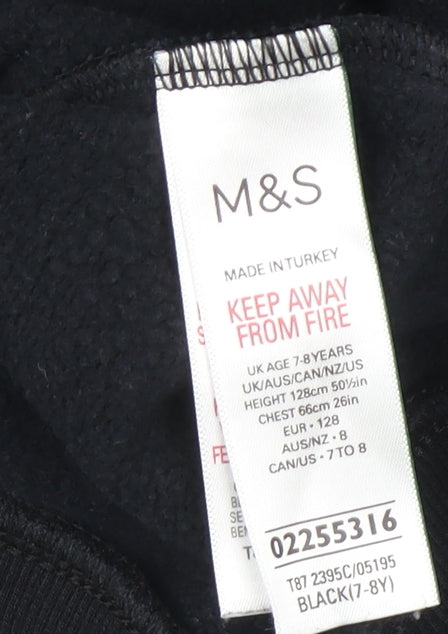 M&S
MADE IN TURKEY
KEEP AWAY
FROM FIRE
UK AGE 7-8 YEARS
UK/AUS/CAN/NZ/US
HEIGHT 128cm 50½in
CHEST 66cm 26in
EUR • 128
AUS/NZ • 8
CAN/US • 7 TO 8
02255316
T87 2395C/05195
BLACK(7-8Y)